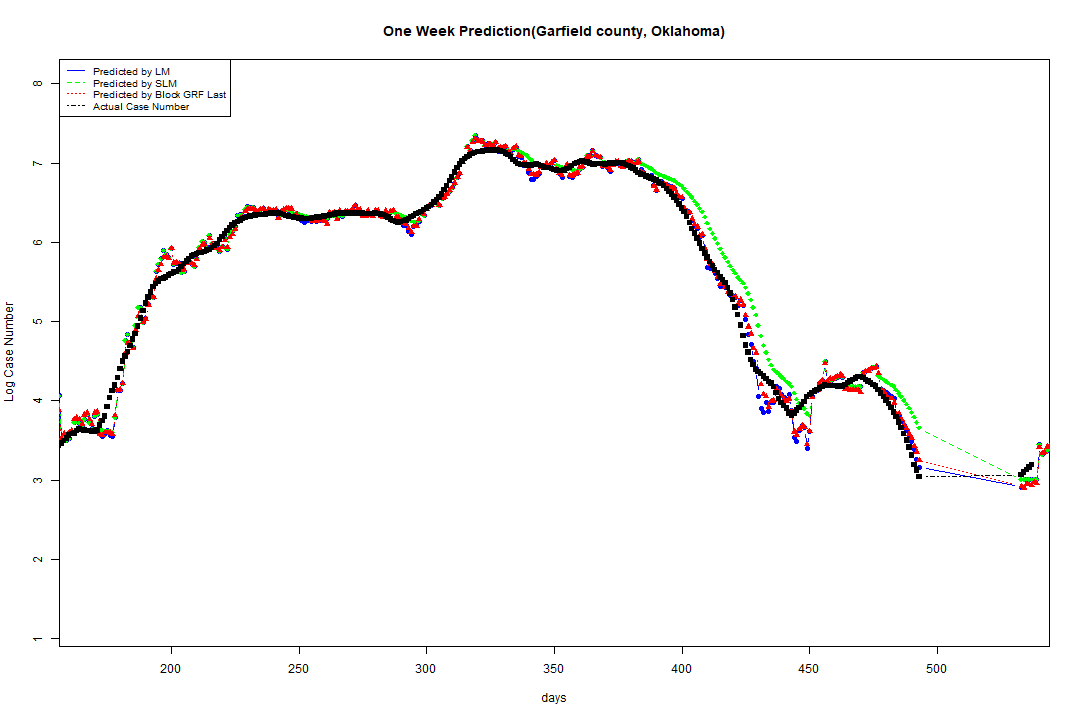 One Week Prediction(Garfield county, Oklahoma)
Predicted by LM
Predicted by SLM
Predicted by Block GRF Last
Actual Case Number
8
7
6
5
4
3
2
1
Log Case Number
200 250 300 350 400 450 500
days